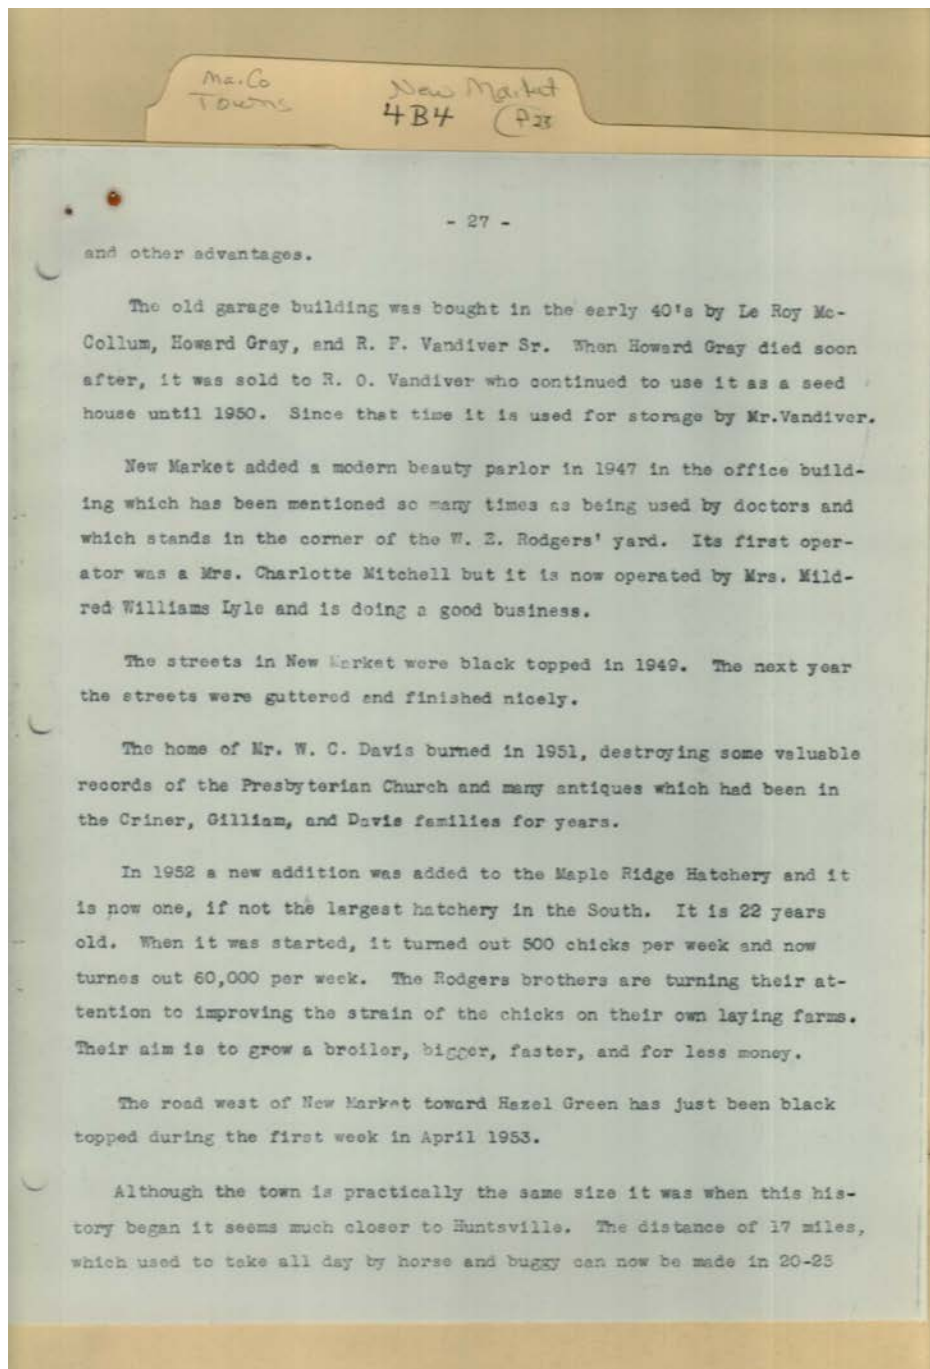 Ma. Co
Towns
New Market
4B4
P 23
- 27 -
and other advantages.
The old garage building was bought in the early 40's by Le Roy Mc-
Collum, Howard Gray, and R. F. Vandiver Sr. When Howard Gray died soon
after, it was sold to R. O. Vandiver who continued to use it as a seed
house until 1950. Since that time it is used for storage by Mr.Vandiver.
New Market added a modern beauty parlor in 1947 in the office build-
ing which has been mentioned so many times as being used by doctors and
which stands in the corner of the W. E. Rodgers' yard. Its first oper-
ator was a Mrs. Charlotte Mitchell but it is now operated by Mrs. Mild-
red Williams Lyle and is doing a good business.
The streets in New Market were black topped in 1949. The next year
the streets were guttered and finished nicely.
The home of Mr. W. C. Davis burned in 1951, destroying some valuable
records of the Presbyterian Church and many antiques which had been in
the Criner, Gilliam, and Davis families for years.
In 1952 a new addition was added to the Maple Ridge Hatchery and it
is now one, if not the largest hatchery in the South. It is 22 years
old. When it was started, it turned out 500 chicks per week and now
turnes out 60,000 per week. The Rodgers brothers are turning their at-
tention to improving the strain of the chicks on their own laying farms.
Their aim is to grow a broiler, bigger, faster, and for less money.
The road west of New Market toward Hazel Green has just been black
topped during the first week in April 1953.
Although the town is practically the same size it was when this his-
tory began it seems much closer to Huntsville. The distance of 17 miles,
which used to take all day by horse and buggy can now be made in 20-25